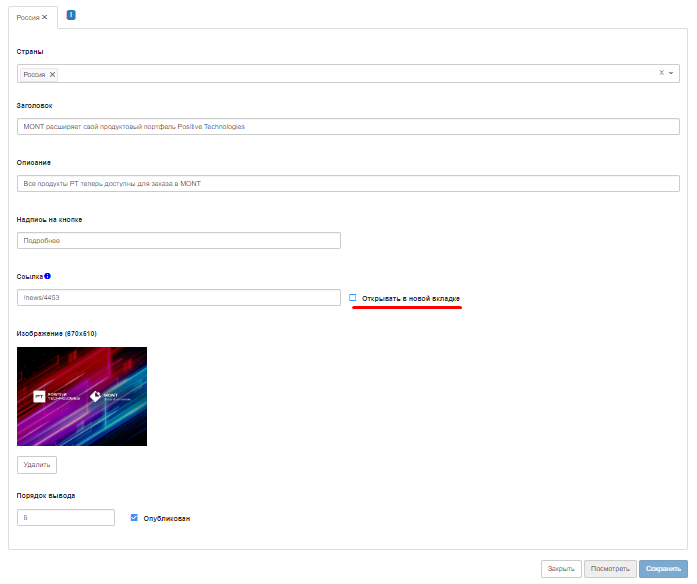 Россия ×
Страны
Россия ×
Заголовок
MONT расширяет свой продуктовый портфель Positive Technologies
Описание
Все продукты PT теперь доступны для заказа в MONT
Надпись на кнопке
Подробнее
Ссылка
/news/4453
Открывать в новой вкладке
Изображение (670x510)
PT POSITIVE TECHNOLOGIES MONT
Удалить
Порядок вывода
6
Опубликован
Закрыть Посмотреть Сохранить